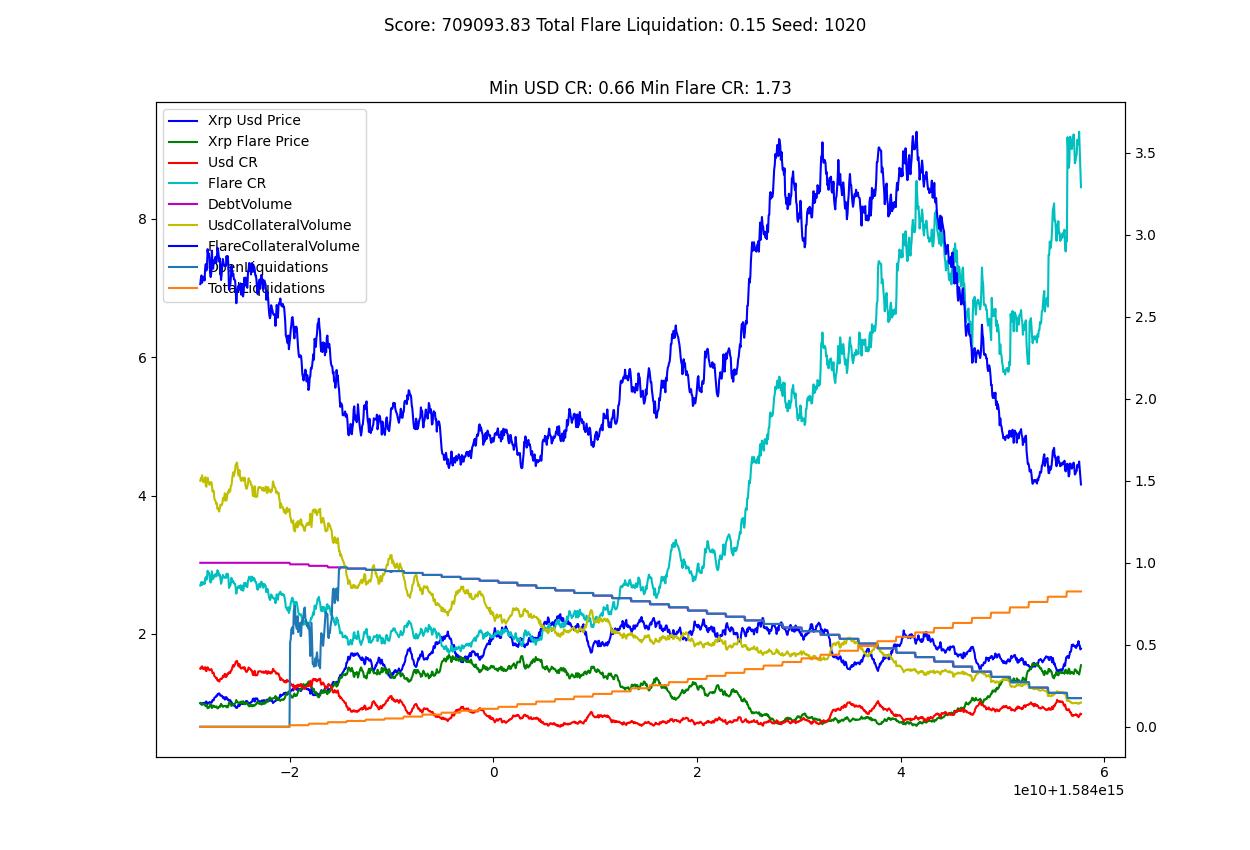 Score: 709093.83 Total Flare Liquidation: 0.15 Seed: 1020
Min USD CR: 0.66 Min Flare CR: 1.73
Xrp Usd Price
Xrp Flare Price
Usd CR
Flare CR
DebtVolume
UsdCollateralVolume
FlareCollateralVolume
OpenLiquidations
TotalLiquidations
8
6
4
2
3.5
3.0
2.5
2.0
1.5
1.0
0.5
0.0
−2
0
2
4
6
1e10+1.584e15